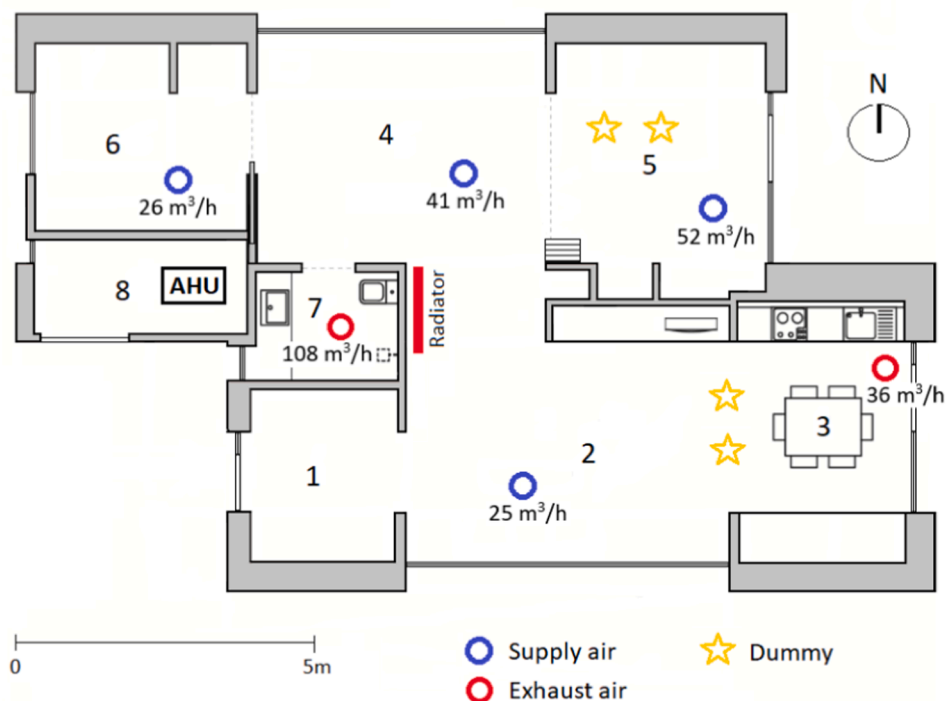 N
6
4
5
26 m³/h
41 m³/h
52 m³/h
8
AHU
7
Radiator
108 m³/h
36 m³/h
3
1
2
25 m³/h
0
5m
Supply air
Dummy
Exhaust air